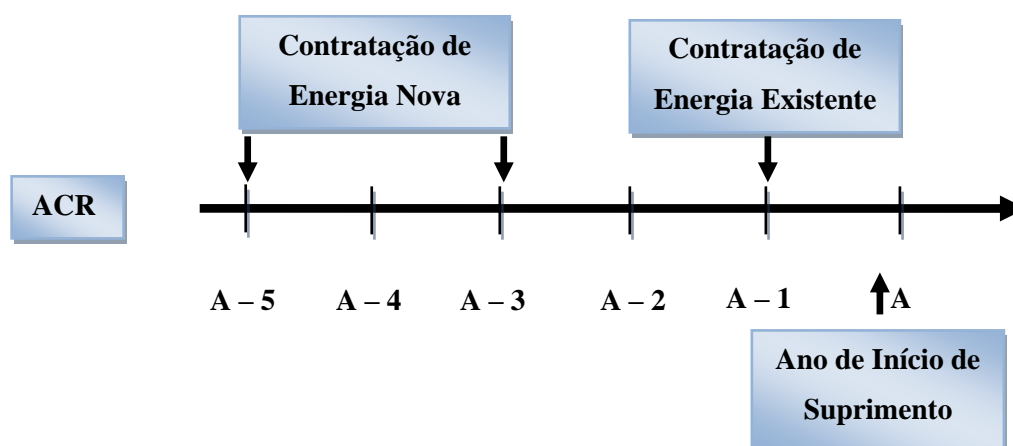 Contratação de
Energia Nova
Contratação de
Energia Existente
ACR
A – 5 A – 4 A – 3 A – 2 A – 1 A
Ano de Início de
Suprimento